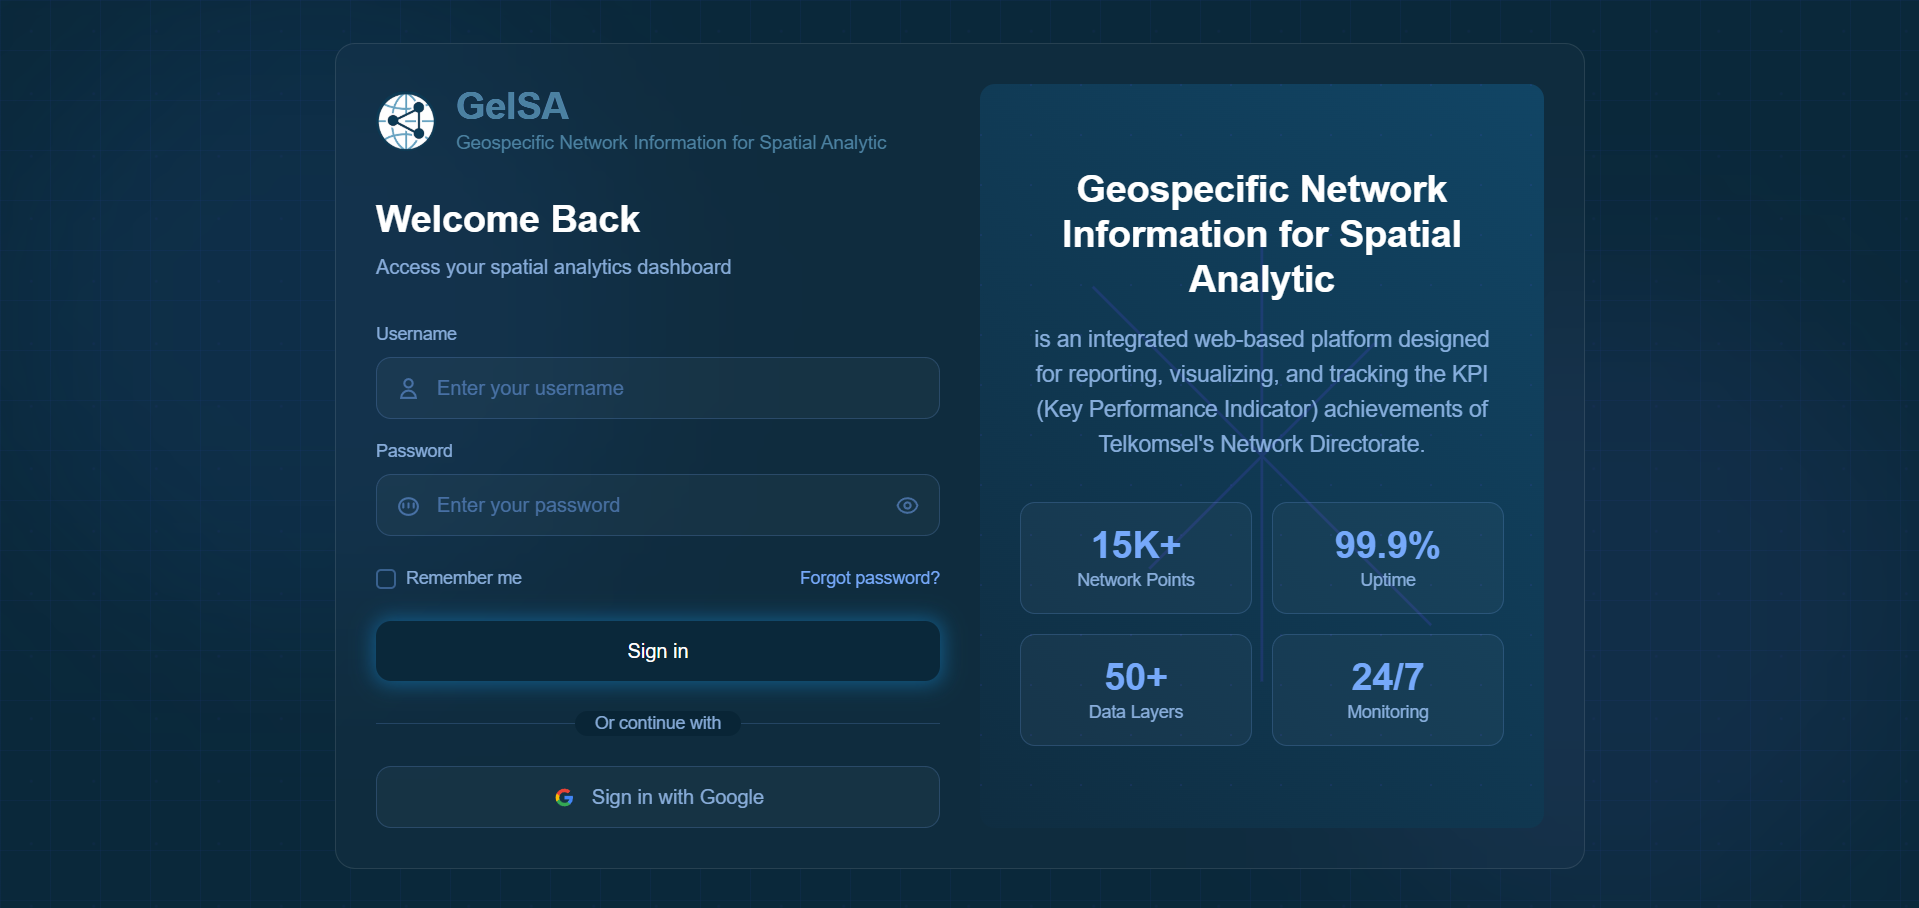 GeISA
Geospecific Network Information for Spatial Analytic
Welcome Back
Access your spatial analytics dashboard
Username
Enter your username
Password
Enter your password
Remember me
Forgot password?
Sign in
Or continue with
Sign in with Google
Geospecific Network
Information for Spatial
Analytic
is an integrated web-based platform designed
for reporting, visualizing, and tracking the KPI
(Key Performance Indicator) achievements of
Telkomsel's Network Directorate.
15K+
Network Points
99.9%
Uptime
50+
Data Layers
24/7
Monitoring